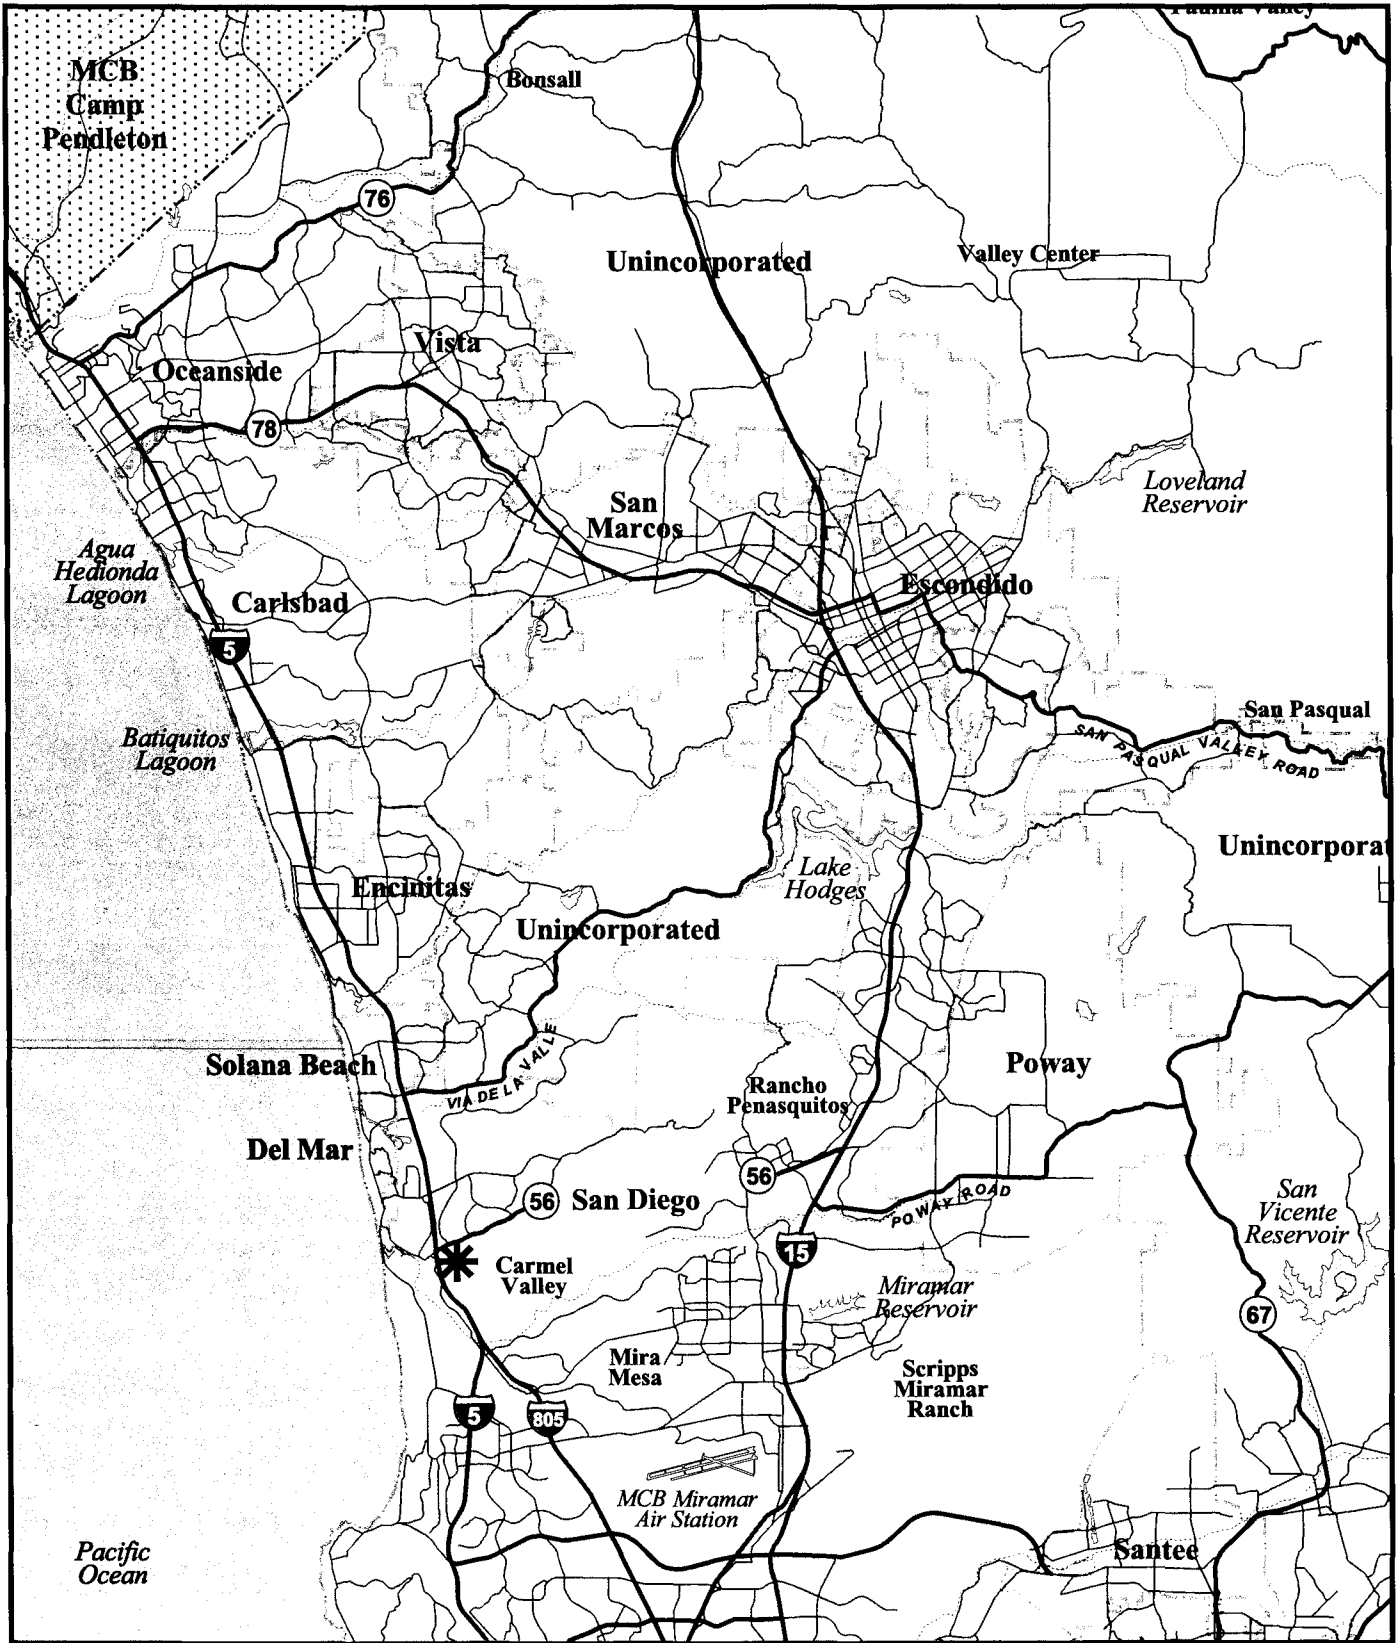 Pauma Valley
MCB
Camp
Pendleton
Bonsall
76
Unincorporated
Valley Center
Vista
Oceanside
78
San
Marcos
Loveland
Reservoir
Agua
Hedionda
Lagoon
Carlsbad
Escondido
5
San Pasqual
SAN PASQUAL VALLEY ROAD
Batiquitos
Lagoon
Unincorporat
Lake
Hodges
Encinitas
Unincorporated
Solana Beach
VIA DE LA VALLE
Poway
Rancho
Penasquitos
Del Mar
56
56
San Diego
POWAY ROAD
San
Vicente
Reservoir
15
Carmel
Valley
Miramar
Reservoir
67
Mira
Mesa
Scripps
Miramar
Ranch
5
805
MCB Miramar
Air Station
Pacific
Ocean
Santee